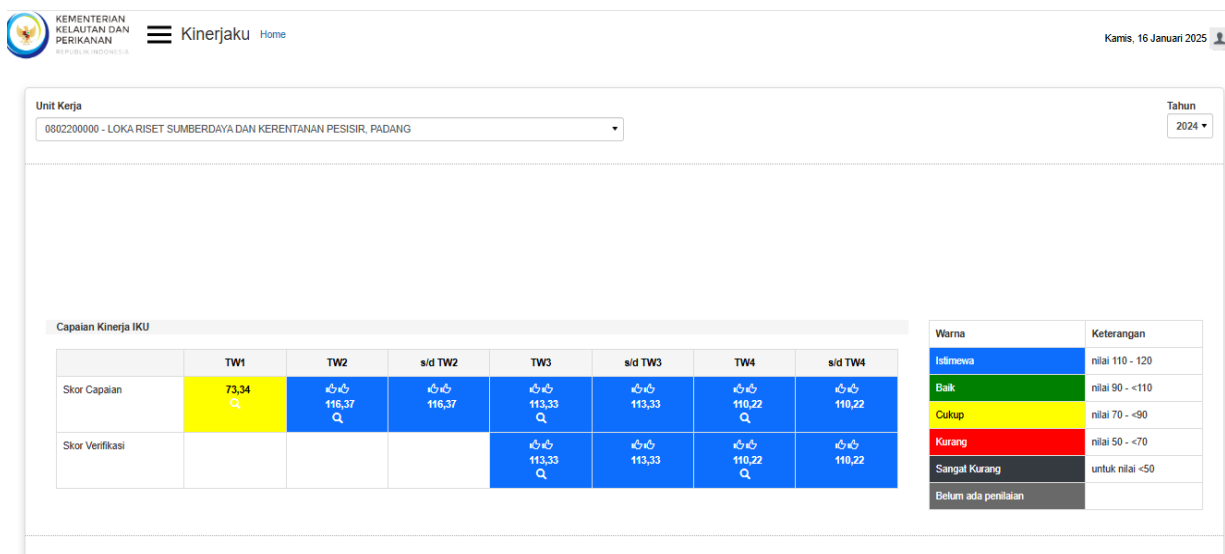 KEMENTERIAN
KELAUTAN DAN
PERIKANAN
REPUBLIK INDONESIA
Kinerjaku Home
Kamis, 16 Januari 2025
Unit Kerja
Tahun
0802200000 - LOKA RISET SUMBERDAYA DAN KERENTANAN PESISIR, PADANG
2024
Capaian Kinerja IKU
TW1 TW2 s/d TW2 TW3 s/d TW3 TW4 s/d TW4
Skor Capaian 73,34 116,37 116,37 113,33 113,33 110,22 110,22
Skor Verifikasi 113,33 113,33 110,22 110,22
Warna Keterangan
Istimewa nilai 110 - 120
Baik nilai 90 - <110
Cukup nilai 70 - <90
Kurang nilai 50 - <70
Sangat Kurang untuk nilai <50
Belum ada penilaian